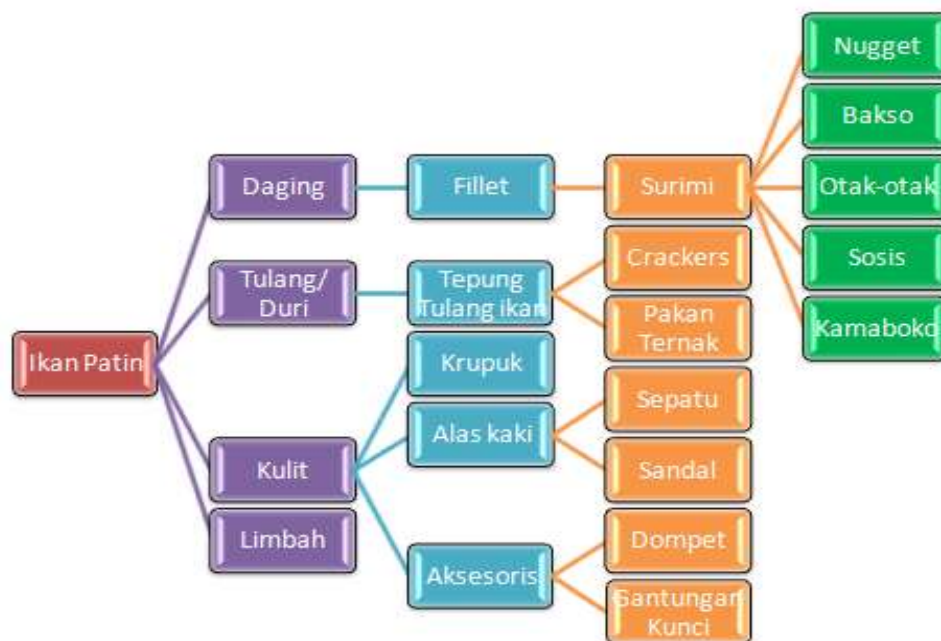 Ikan Patin
Daging
Fillet
Surimi
Nugget
Bakso
Otak-otak
Sosis
Kamaboko
Tulang/
Duri
Tepung
Tulang ikan
Crackers
Pakan
Ternak
Kulit
Krupuk
Alas kaki
Sepatu
Sandal
Aksesoris
Dompet
Gantungan
Kunci
Limbah